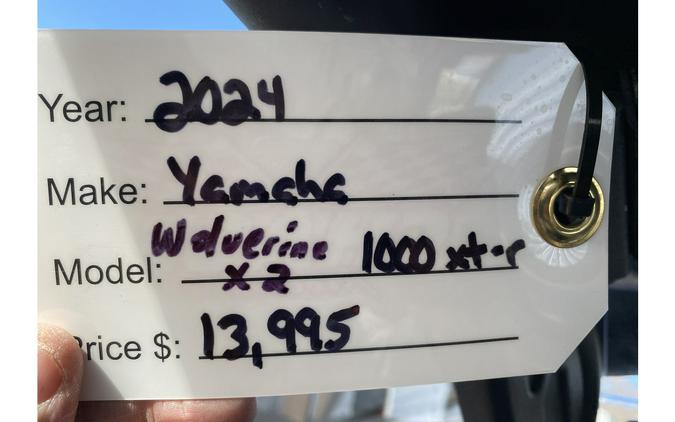 Year: 2024
Make: Yamaha
Model: Wolverine x2 1000 xt-r
Price $: 13,995